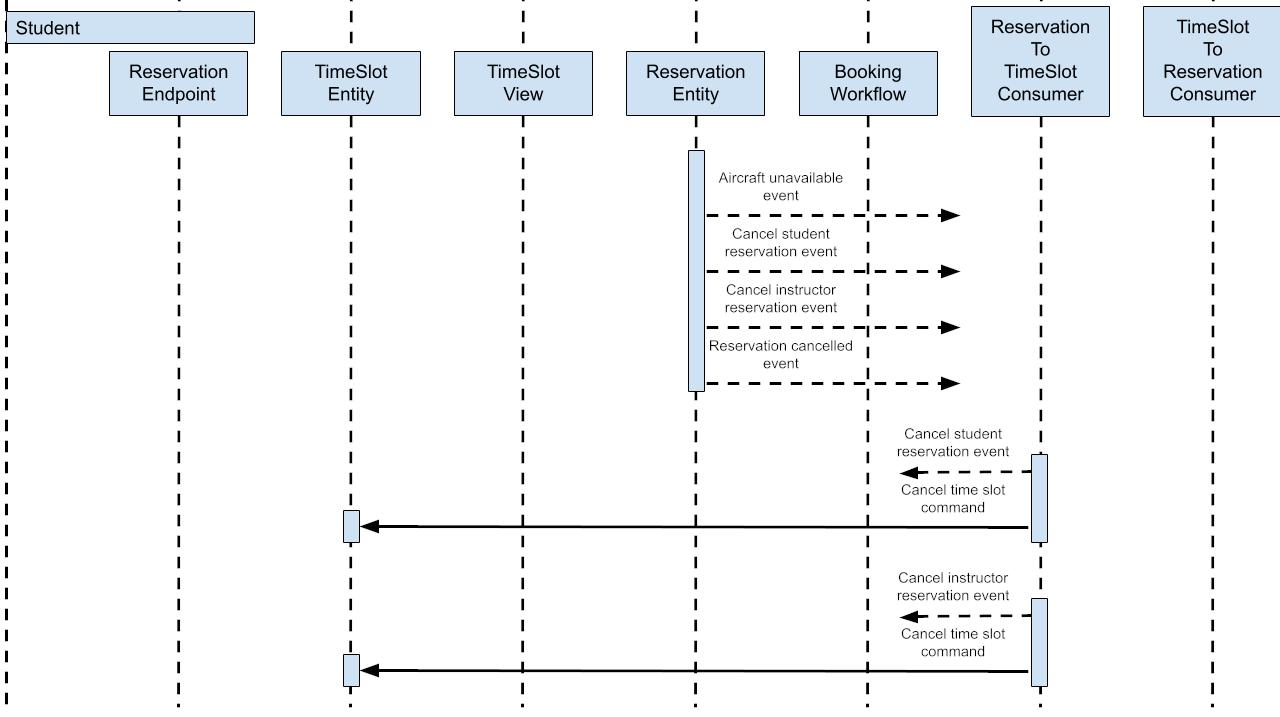 Student
Reservation
Endpoint
TimeSlot
Entity
TimeSlot
View
Reservation
Entity
Booking
Workflow
Reservation
To
TimeSlot
Consumer
TimeSlot
To
Reservation
Consumer
Aircraft unavailable
event
Cancel student
reservation event
Cancel instructor
reservation event
Reservation cancelled
event
Cancel student
reservation event
Cancel time slot
command
Cancel instructor
reservation event
Cancel time slot
command